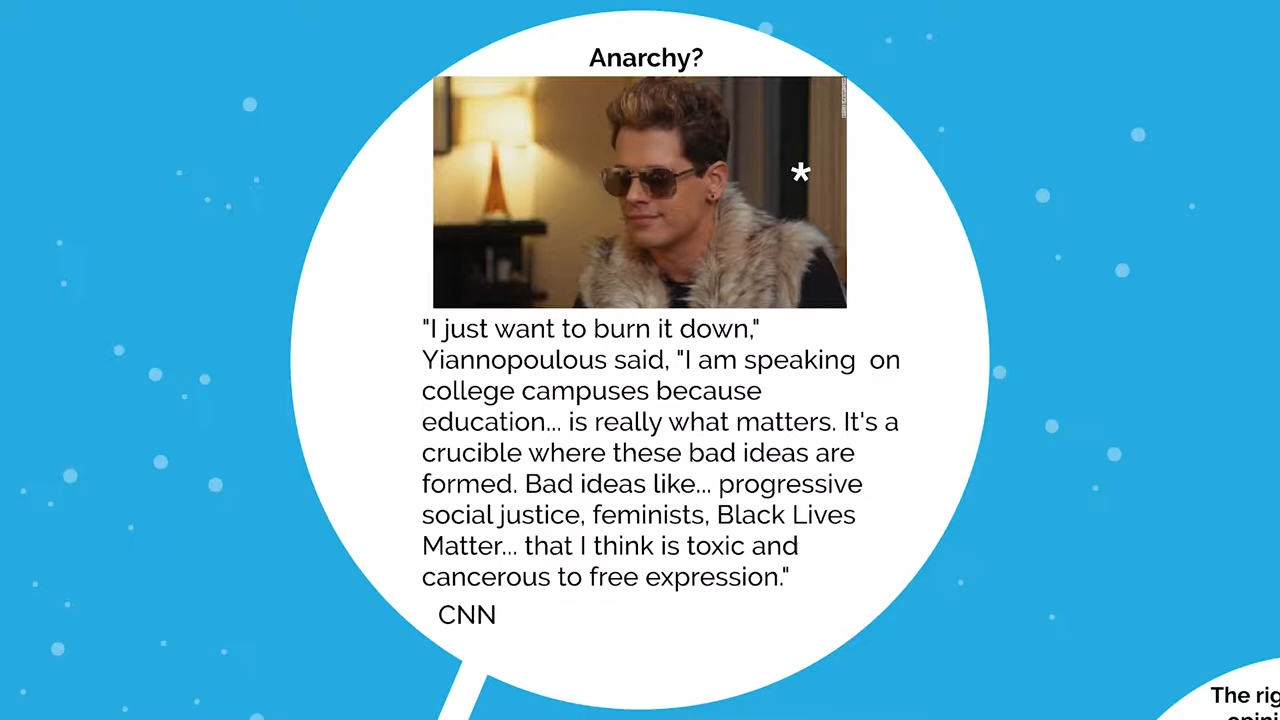 Anarchy?
*
"I just want to burn it down,"
Yiannopoulous said, "I am speaking  on
college campuses because
education... is really what matters. It's a
crucible where these bad ideas are
formed. Bad ideas like... progressive
social justice, feminists, Black Lives
Matter... that I think is toxic and
cancerous to free expression."
CNN
The rig